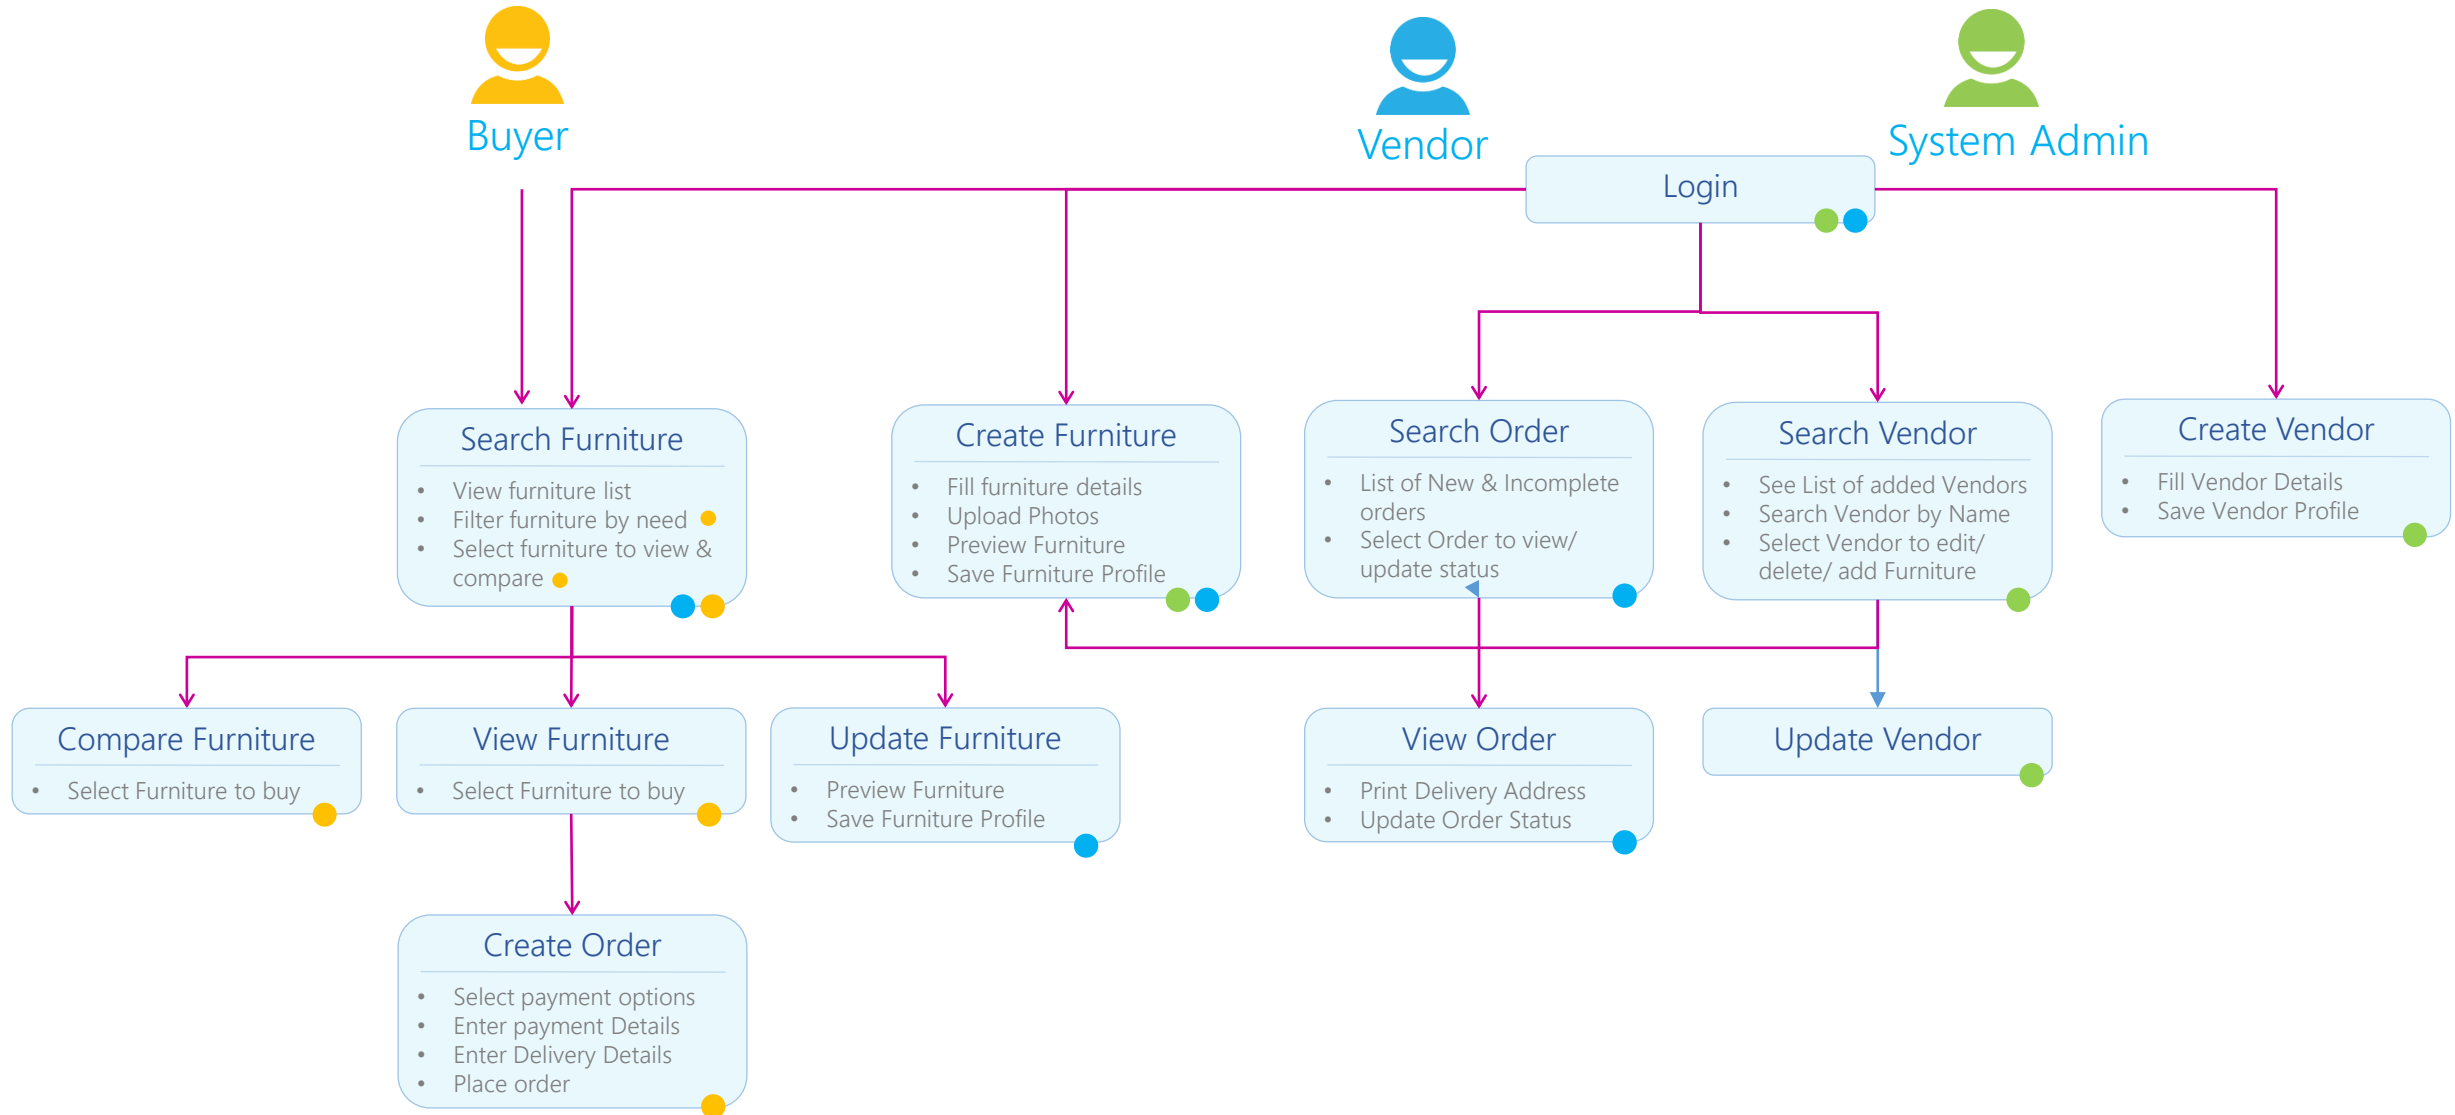 Buyer
Vendor
System Admin
Login
Search Furniture
• View furniture list
• Filter furniture by need
• Select furniture to view &
compare
Create Furniture
• Fill furniture details
• Upload Photos
• Preview Furniture
• Save Furniture Profile
Search Order
• List of New & Incomplete
orders
• Select Order to view/
update status
Search Vendor
• See List of added Vendors
• Search Vendor by Name
• Select Vendor to edit/
delete/ add Furniture
Create Vendor
• Fill Vendor Details
• Save Vendor Profile
Compare Furniture
• Select Furniture to buy
View Furniture
• Select Furniture to buy
Update Furniture
• Preview Furniture
• Save Furniture Profile
View Order
• Print Delivery Address
• Update Order Status
Update Vendor
Create Order
• Select payment options
• Enter payment Details
• Enter Delivery Details
• Place order